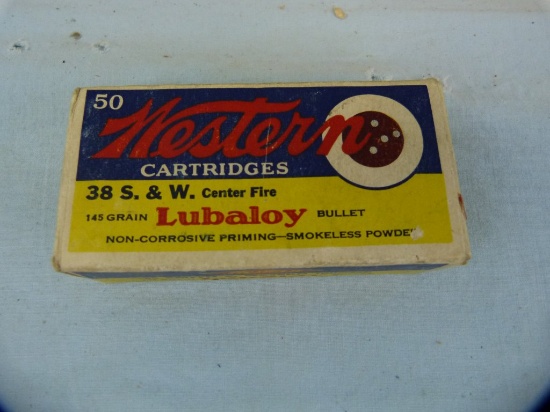 50
Western
CARTRIDGES
38 S. & W. Center Fire
145 GRAIN Lubaloy BULLET
NON-CORROSIVE PRIMING—SMOKELESS POWDE